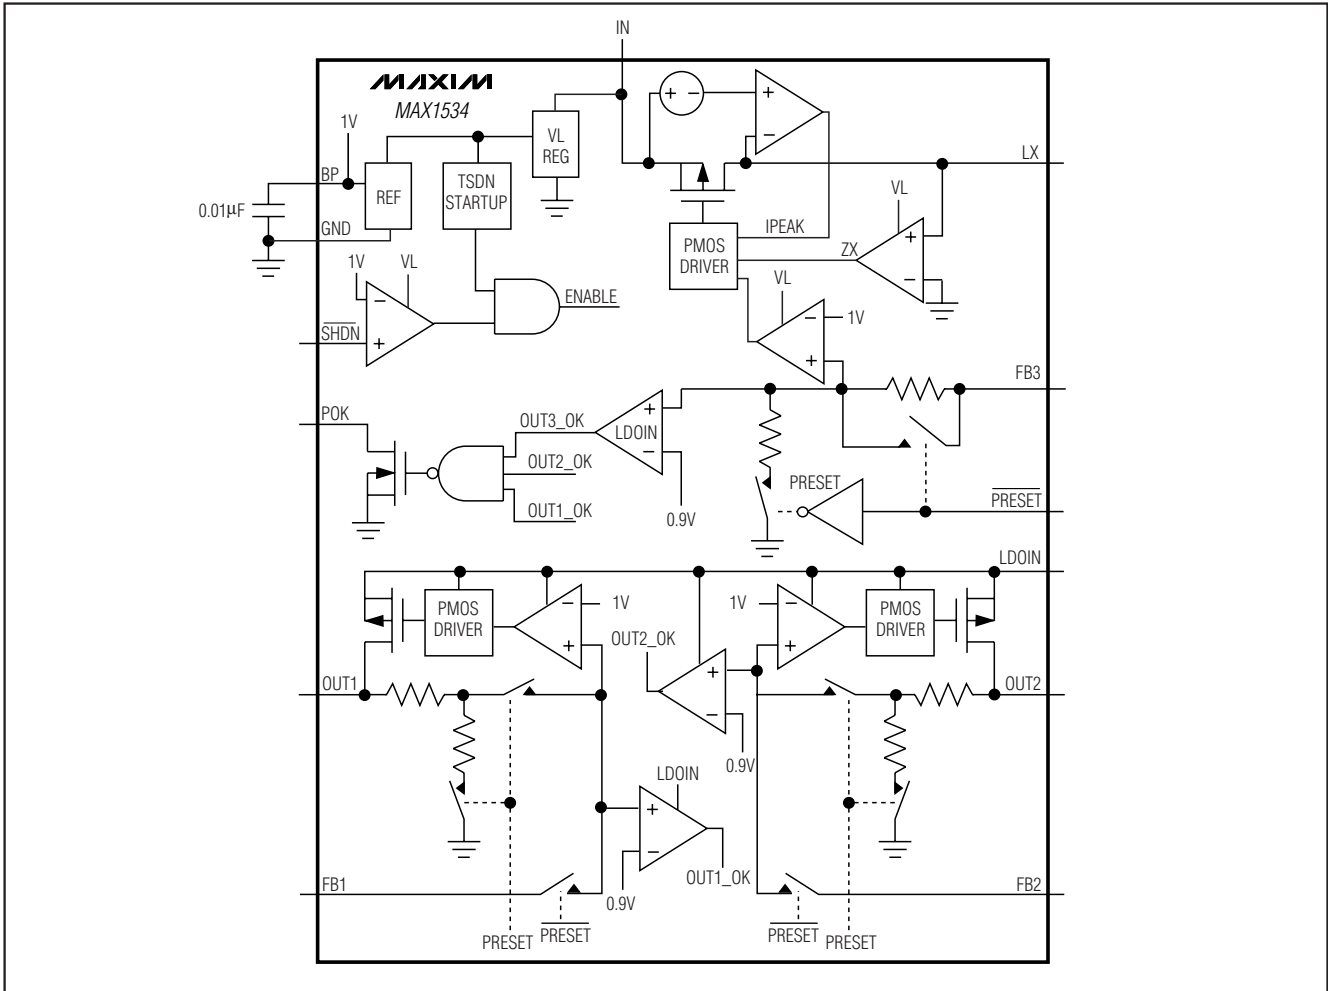 IN
MAXIM
MAX1534
1V
VL
REG
+ −
+
−
LX
BP
REF
TSDN
STARTUP
VL
0.01µF
GND
IPEAK
PMOS
DRIVER
ZX
+
−
1V
VL
VL
−
ENABLE
−
1V
SHDN
+
+
FB3
POK
OUT3_OK
+
LDOIN
−
OUT2_OK
PRESET
PRESET
OUT1_OK
0.9V
LDOIN
PMOS
DRIVER
−
1V
1V
−
PMOS
DRIVER
+
OUT2_OK
+
OUT1
+
OUT2
−
0.9V
LDOIN
+
−
OUT1_OK
FB1
0.9V
FB2
PRESET
PRESET
PRESET
PRESET